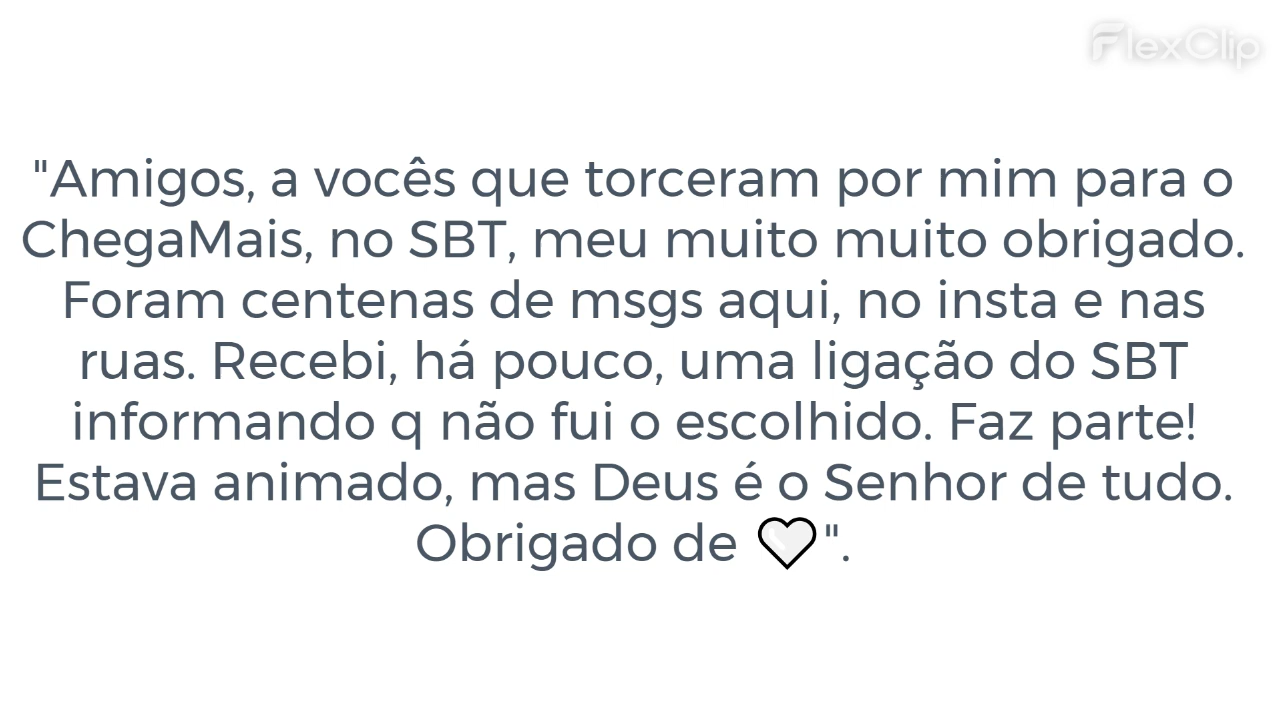 FlexClip
"Amigos, a vocês que torceram por mim para o
ChegaMais, no SBT, meu muito muito obrigado.
Foram centenas de msgs aqui, no insta e nas
ruas. Recebi, há pouco, uma ligação do SBT
informando q não fui o escolhido. Faz parte!
Estava animado, mas Deus é o Senhor de tudo.
Obrigado de 🤍".